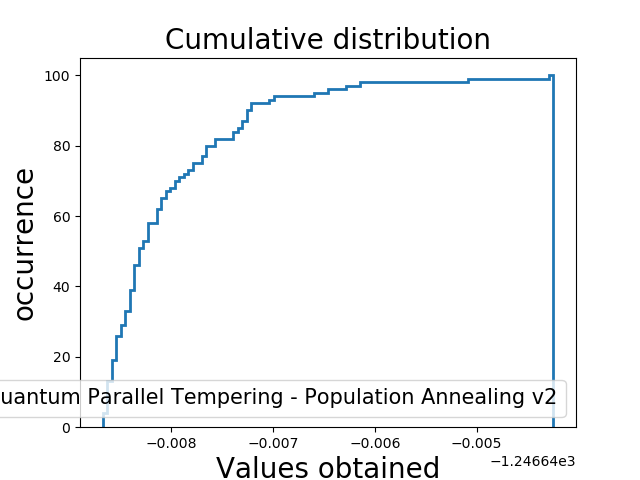 Cumulative distribution
100
80
60
40
20
0
occurrence
uantum Parallel Tempering - Population Annealing v2
−0.008 −0.007 −0.006 −0.005
−1.24664e3
Values obtained